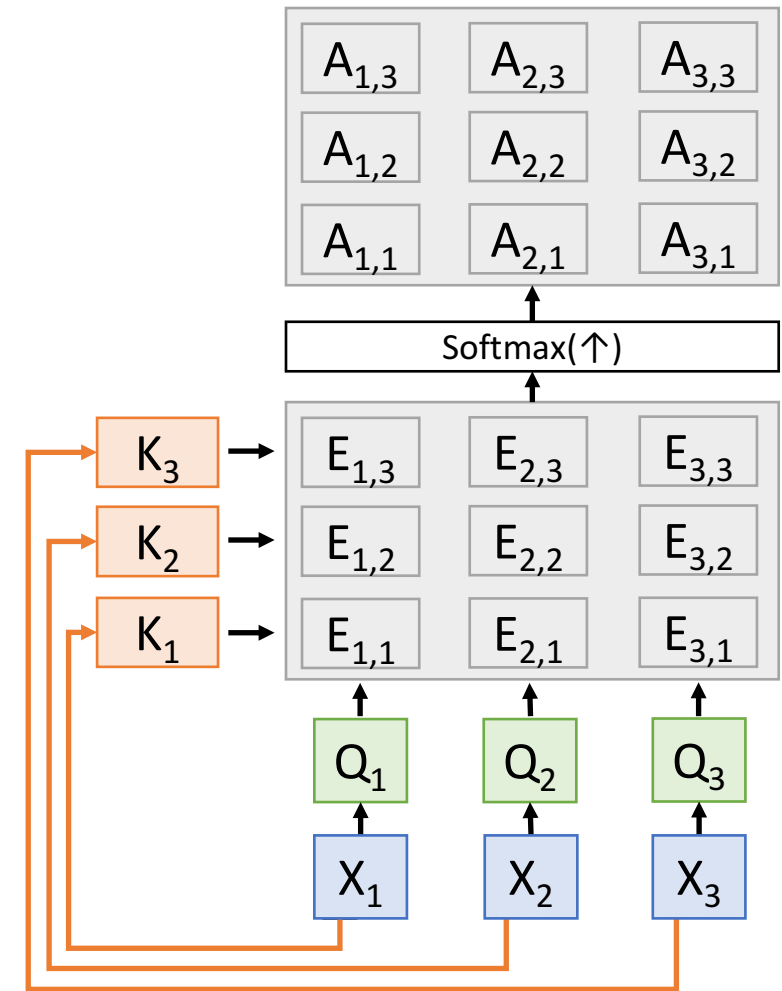 A1,3 A2,3 A3,3
A1,2 A2,2 A3,2
A1,1 A2,1 A3,1
Softmax(↑)
K3 E1,3 E2,3 E3,3
K2 E1,2 E2,2 E3,2
K1 E1,1 E2,1 E3,1
Q1 Q2 Q3
X1 X2 X3